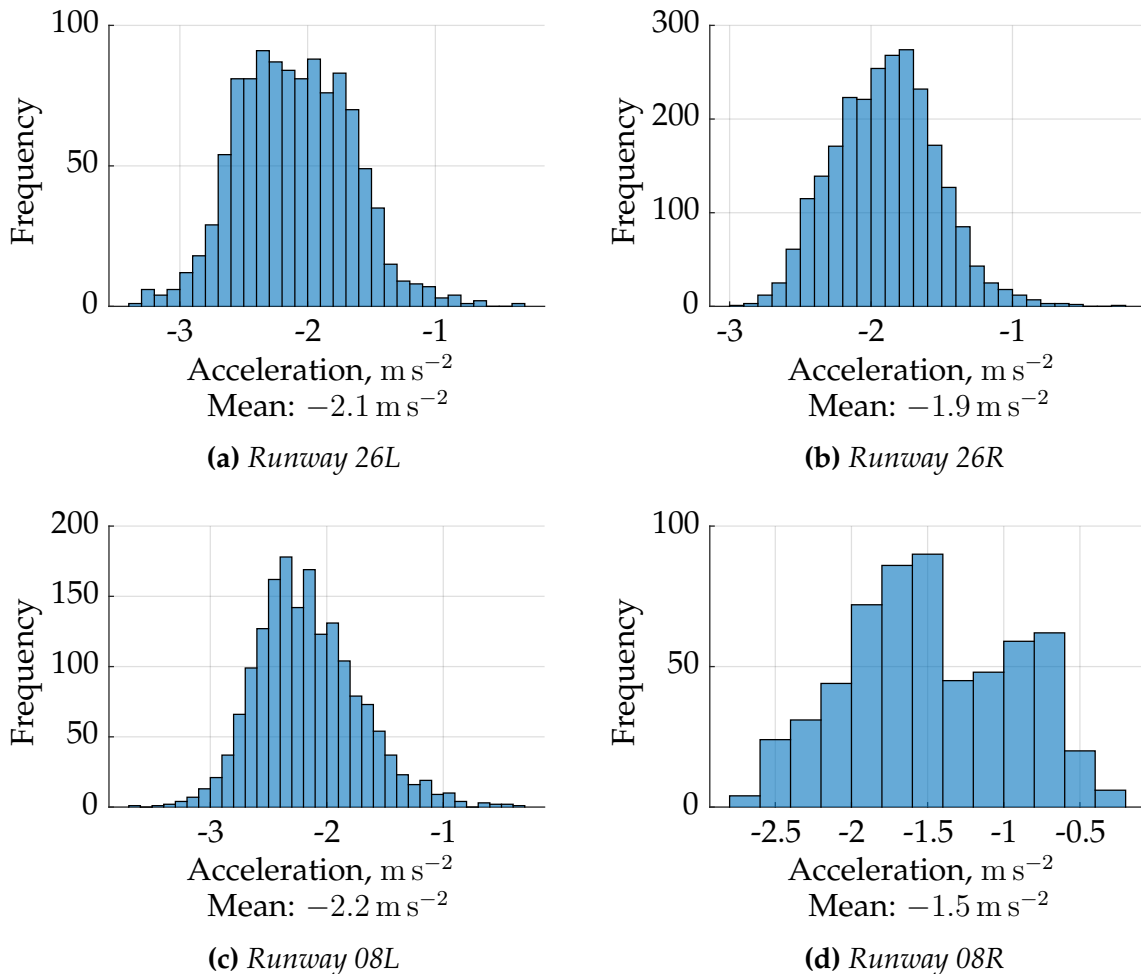 100
50
0
Frequency
-3 -2 -1
Acceleration, m s⁻²
Mean: −2.1 m s⁻²
(a) Runway 26L
300
200
100
0
Frequency
-3 -2 -1
Acceleration, m s⁻²
Mean: −1.9 m s⁻²
(b) Runway 26R
200
150
100
50
0
Frequency
-3 -2 -1
Acceleration, m s⁻²
Mean: −2.2 m s⁻²
(c) Runway 08L
100
50
0
Frequency
-2.5 -2 -1.5 -1 -0.5
Acceleration, m s⁻²
Mean: −1.5 m s⁻²
(d) Runway 08R